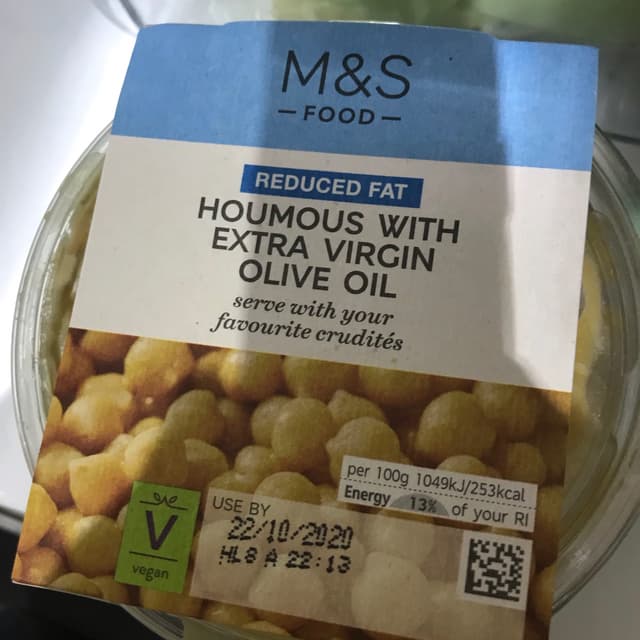 M&S
FOOD
REDUCED FAT
HOUMOUS WITH
EXTRA VIRGIN
OLIVE OIL
serve with your
favourite crudités
per 100g 1049kJ/253kcal
Energy 13% of your RI
USE BY
22/10/2020
HL8 A 22:13
V
vegan